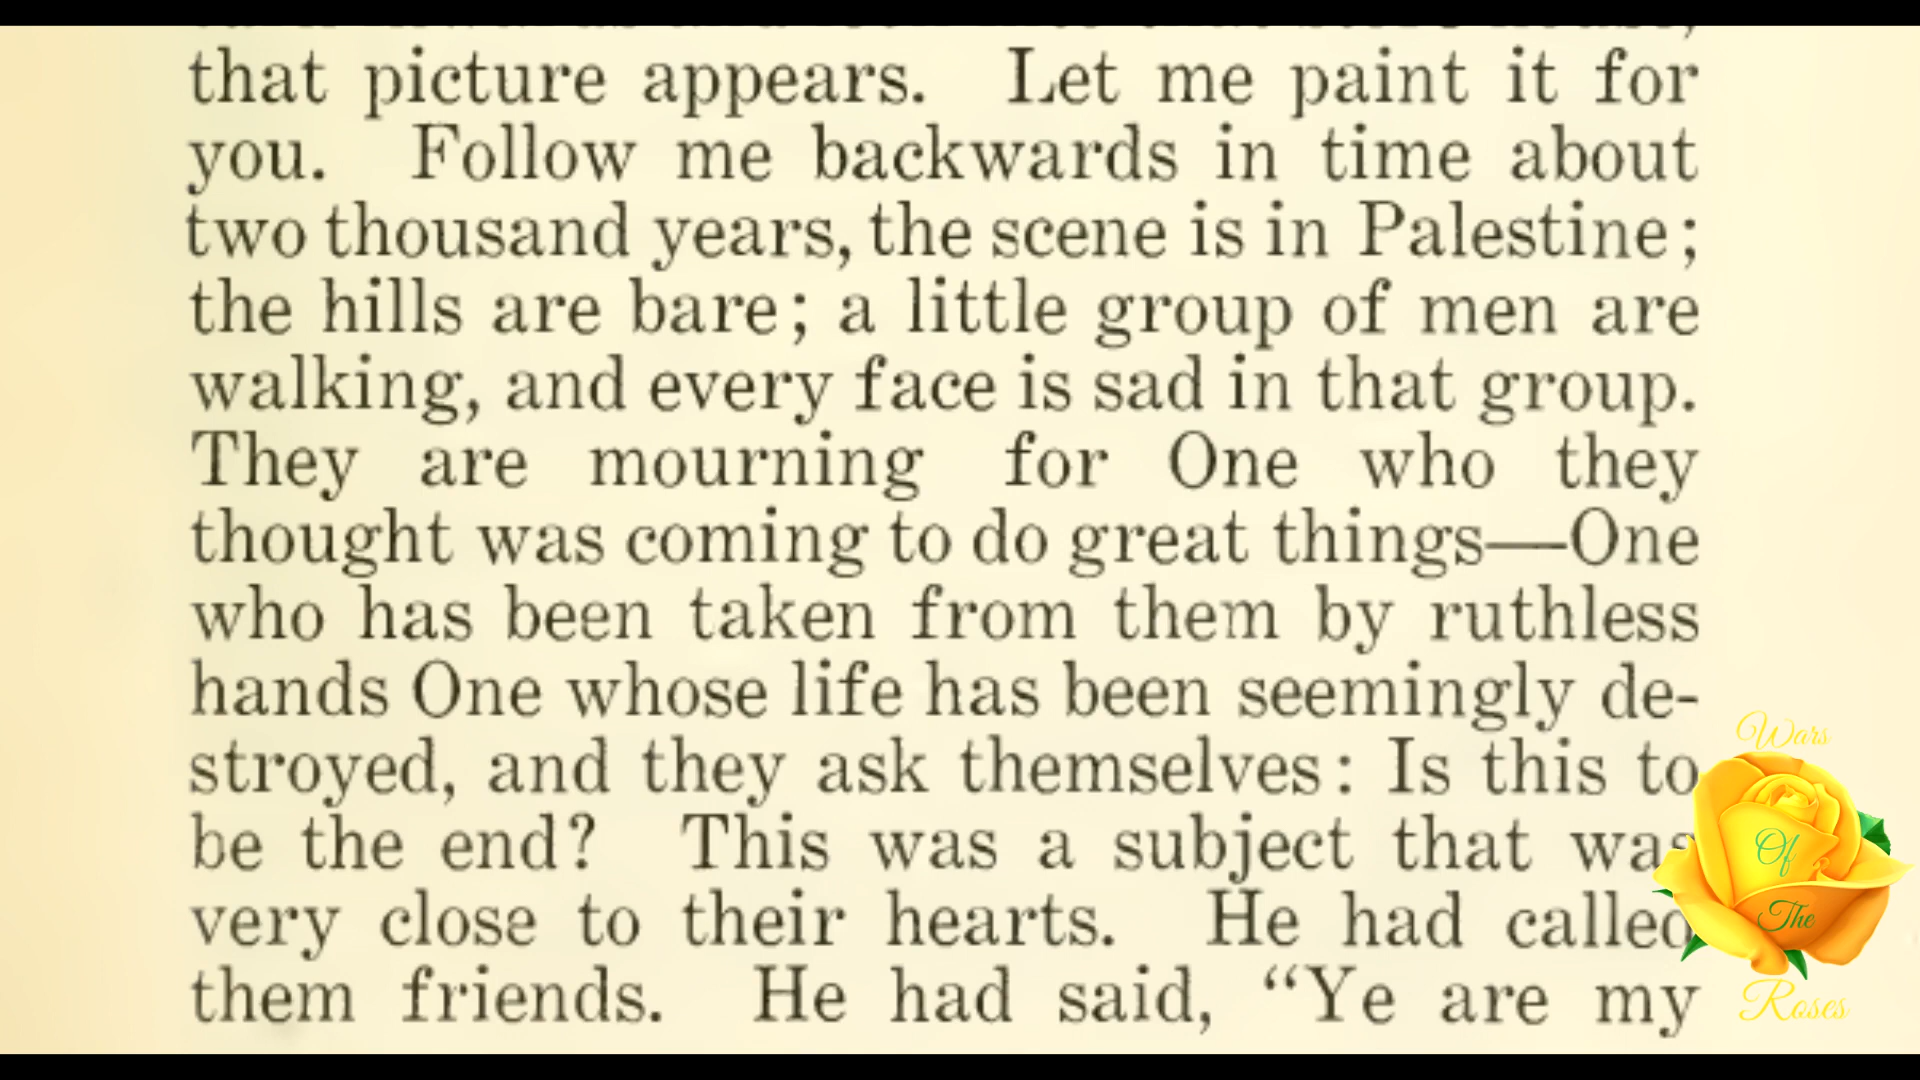 that picture appears. Let me paint it for
you. Follow me backwards in time about
two thousand years, the scene is in Palestine;
the hills are bare; a little group of men are
walking, and every face is sad in that group.
They are mourning for One who they
thought was coming to do great things—One
who has been taken from them by ruthless
hands One whose life has been seemingly de-
stroyed, and they ask themselves: Is this to
be the end? This was a subject that was
very close to their hearts. He had called
them friends. He had said, “Ye are my
Wars
Of
The
Roses